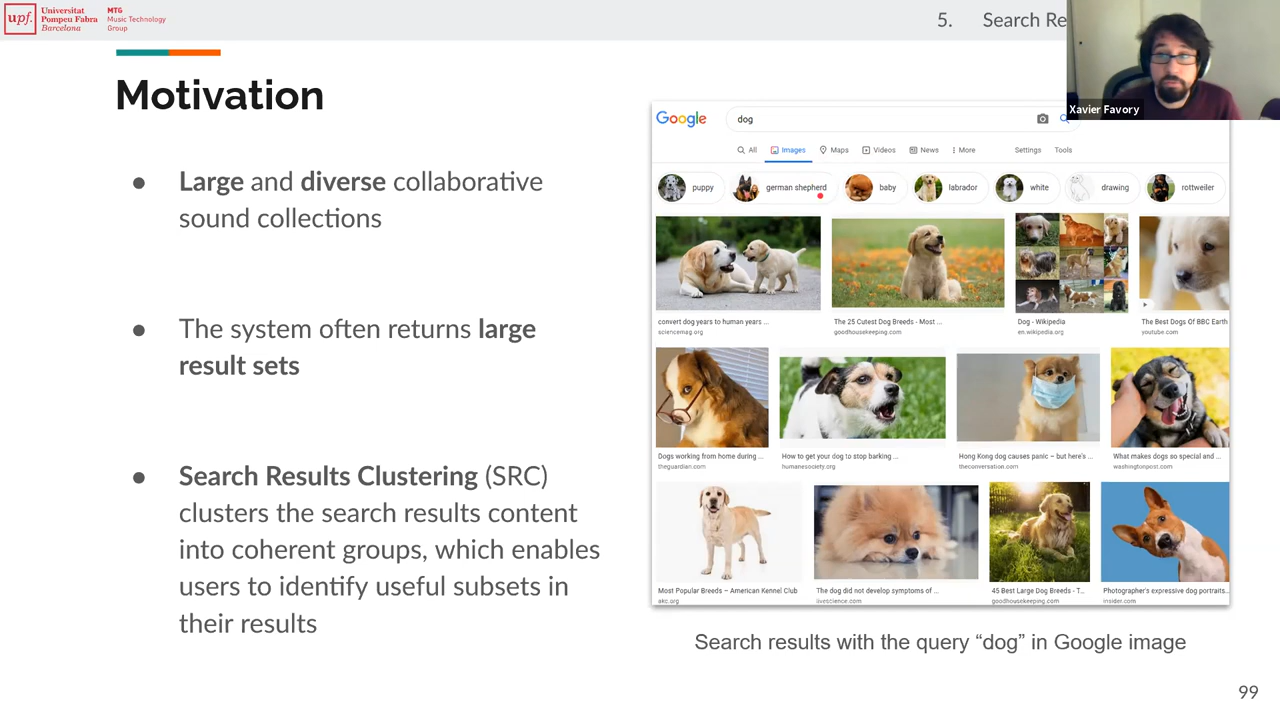 upf.
Universitat
Pompeu Fabra
Barcelona
MTG
Music Technology
Group
5. Search Re
Xavier Favory
Motivation
● Large and diverse collaborative
sound collections
● The system often returns large
result sets
● Search Results Clustering (SRC)
clusters the search results content
into coherent groups, which enables
users to identify useful subsets in
their results
Google
dog
All Images Maps Videos News More Settings Tools
puppy german shepherd baby labrador white drawing rottweiler
convert dog years to human years ...
sciencemag.org
The 25 Cutest Dog Breeds - Most ...
goodhousekeeping.com
Dog - Wikipedia
en.wikipedia.org
The Best Dogs Of BBC Earth
youtube.com
Dogs working from home during ...
theguardian.com
How to get your dog to stop barking ...
humanesociety.org
Hong Kong dog causes panic – but here's ...
theconversation.com
What makes dogs so special and ...
washingtonpost.com
Most Popular Breeds – American Kennel Club
akc.org
The dog did not develop symptoms of ...
livescience.com
45 Best Large Dog Breeds - T...
goodhousekeeping.com
Photographer's expressive dog portraits...
insider.com
Search results with the query “dog” in Google image
99